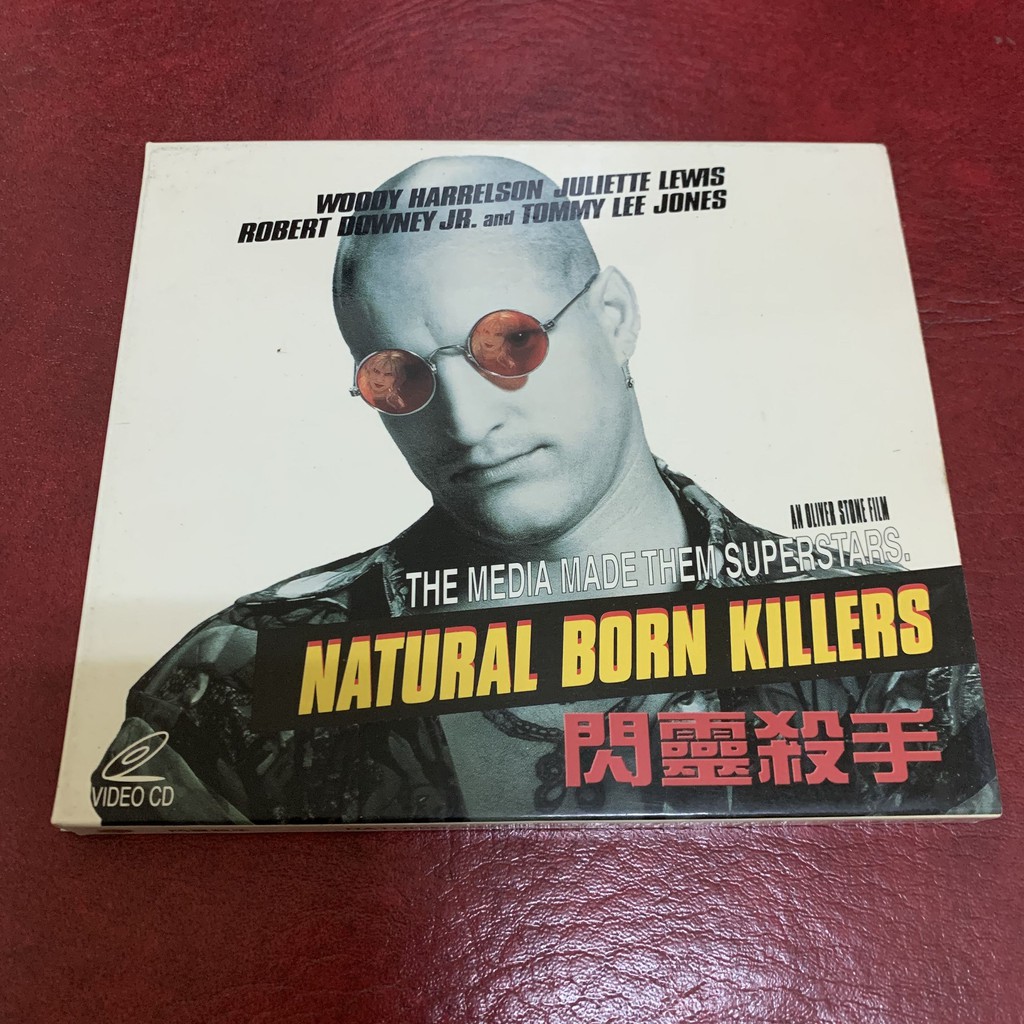 WOODY HARRELSON JULIETTE LEWIS
ROBERT DOWNEY JR. and TOMMY LEE JONES
AN OLIVER STONE FILM
THE MEDIA MADE THEM SUPERSTARS.
NATURAL BORN KILLERS
閃靈殺手
VIDEO CD